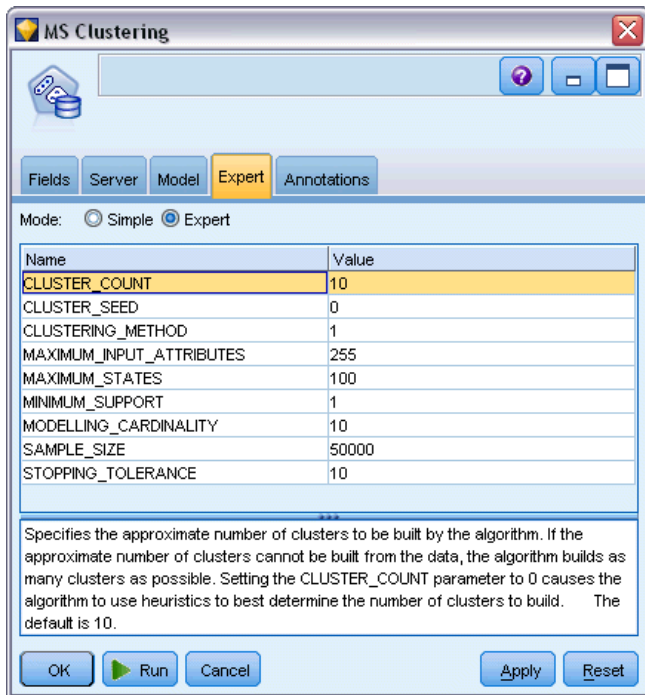 MS Clustering
Fields Server Model Expert Annotations
Mode: Simple Expert
Name Value
CLUSTER_COUNT 10
CLUSTER_SEED 0
CLUSTERING_METHOD 1
MAXIMUM_INPUT_ATTRIBUTES 255
MAXIMUM_STATES 100
MINIMUM_SUPPORT 1
MODELLING_CARDINALITY 10
SAMPLE_SIZE 50000
STOPPING_TOLERANCE 10
Specifies the approximate number of clusters to be built by the algorithm. If the
approximate number of clusters cannot be built from the data, the algorithm builds as
many clusters as possible. Setting the CLUSTER_COUNT parameter to 0 causes the
algorithm to use heuristics to best determine the number of clusters to build. The
default is 10.
OK Run Cancel Apply Reset